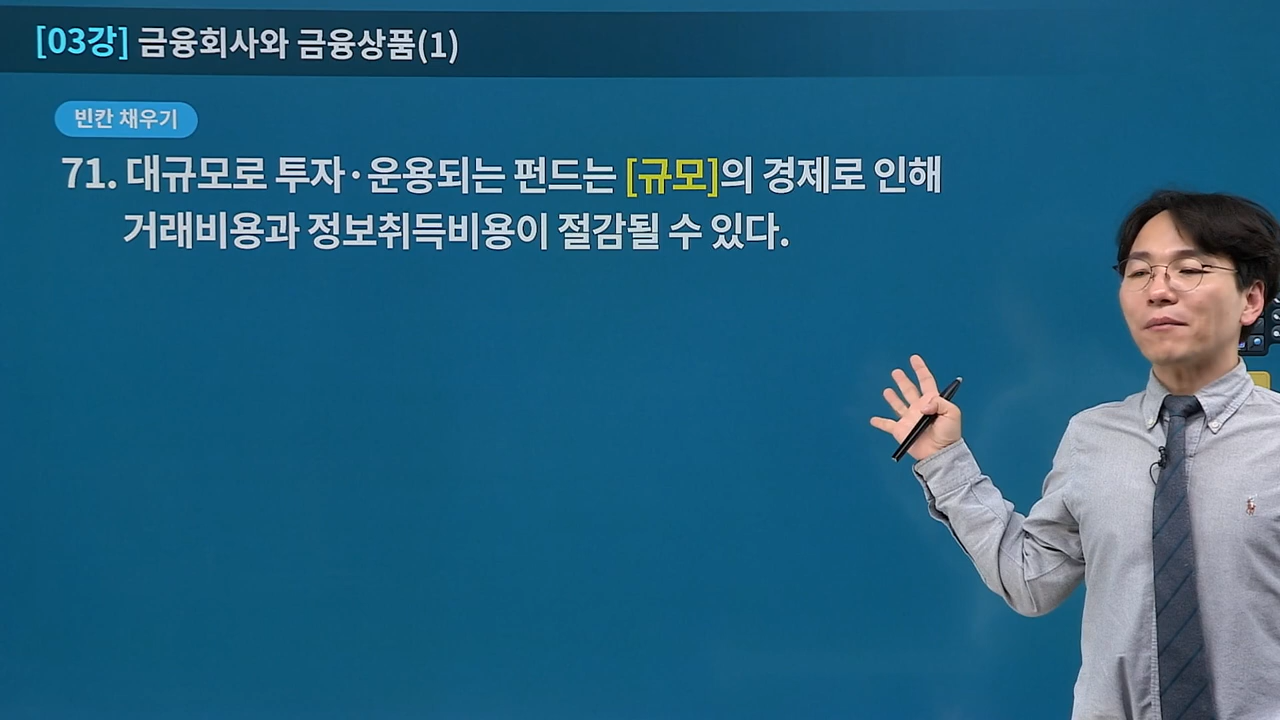 [03강] 금융회사와 금융상품(1)
빈칸 채우기
71. 대규모로 투자·운용되는 펀드는 [규모]의 경제로 인해
거래비용과 정보취득비용이 절감될 수 있다.